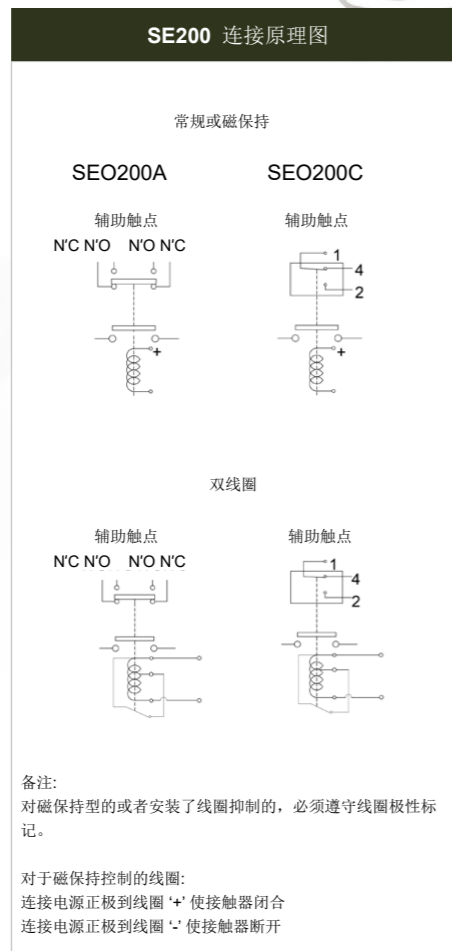 SE200 连接原理图
常规或磁保持
SEO200A SEO200C
辅助触点 辅助触点
N'C N'O N'O N'C
1
4
2
+ +
双线圈
辅助触点 辅助触点
N'C N'O N'O N'C
1
4
2
备注:
对磁保持型的或者安装了线圈抑制的，必须遵守线圈极性标
记。
对于磁保持控制的线圈:
连接电源正极到线圈 '+' 使接触器闭合
连接电源正极到线圈 '-' 使接触器断开